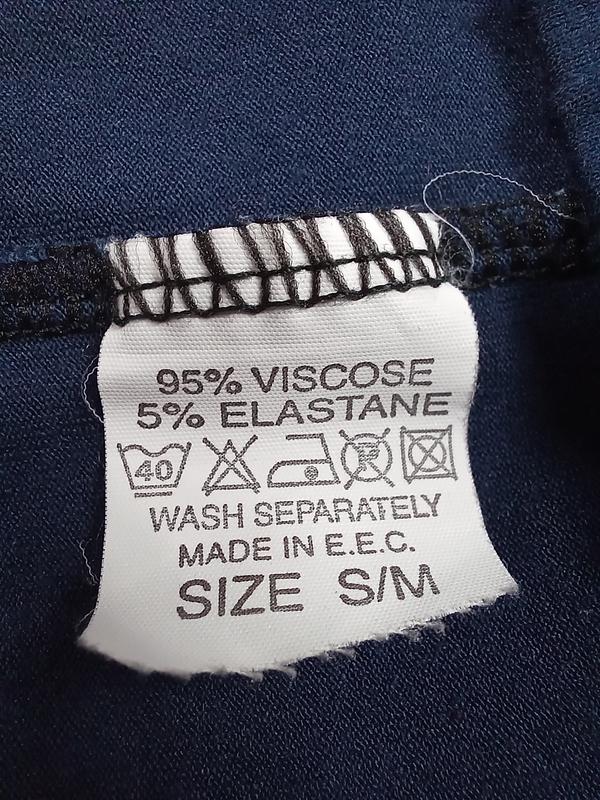 95% VISCOSE
5% ELASTANE
40 F
WASH SEPARATELY
MADE IN E.E.C.
SIZE S/M